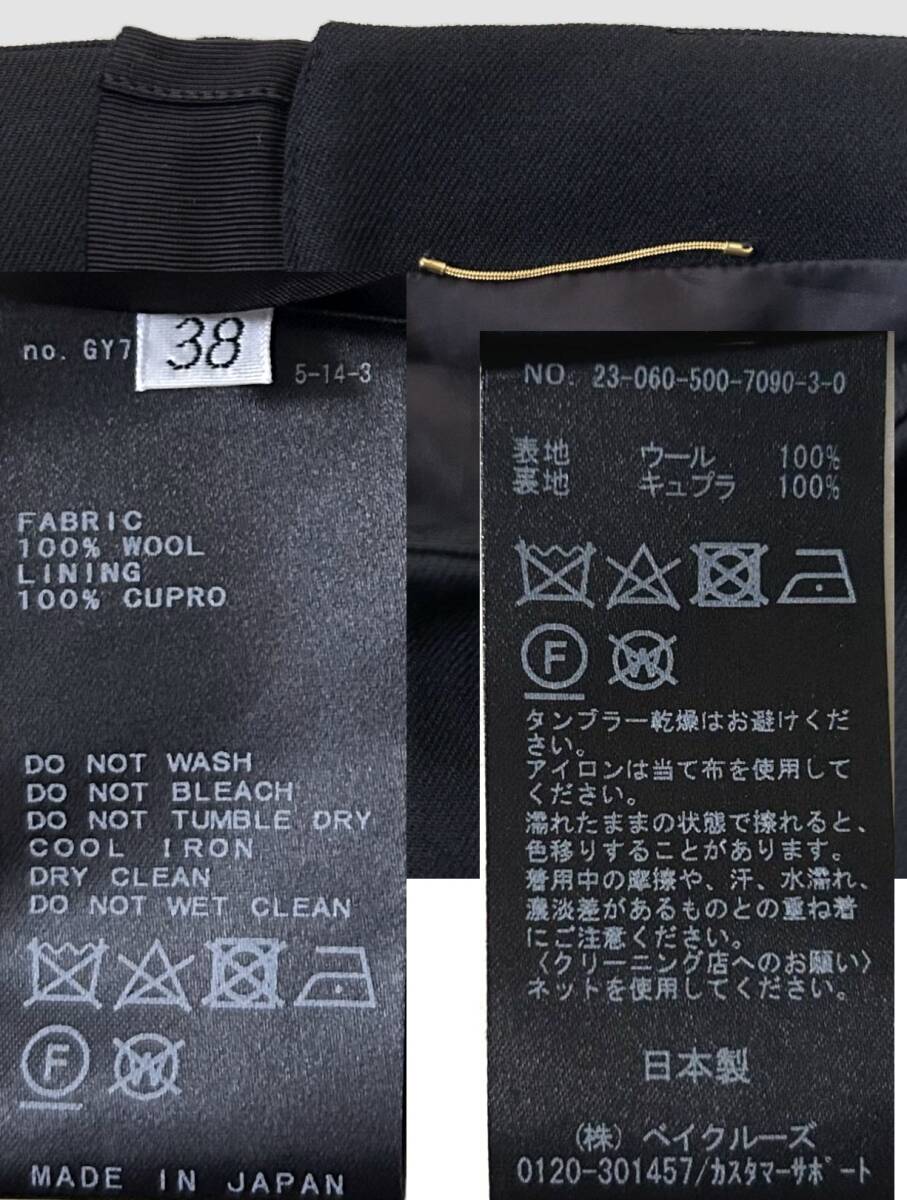 no. GY7
38
5-14-3
FABRIC
100% WOOL
LINING
100% CUPRO
DO NOT WASH
DO NOT BLEACH
DO NOT TUMBLE DRY
COOL IRON
DRY CLEAN
DO NOT WET CLEAN
F
W
MADE IN JAPAN
NO. 23-060-500-7090-3-0
表地 ウール 100%
裏地 キュプラ 100%
F
W
タンブラー乾燥はお避けくだ
さい。
アイロンは当て布を使用して
ください。
濡れたままの状態で擦れると、
色移りすることがあります。
着用中の摩擦や、汗、水濡れ、
濃淡差があるものとの重ね着
にご注意ください。
〈クリーニング店へのお願い〉
ネットを使用してください。
日本製
(株) ベイクルーズ
0120-301457/カスタマーサポート